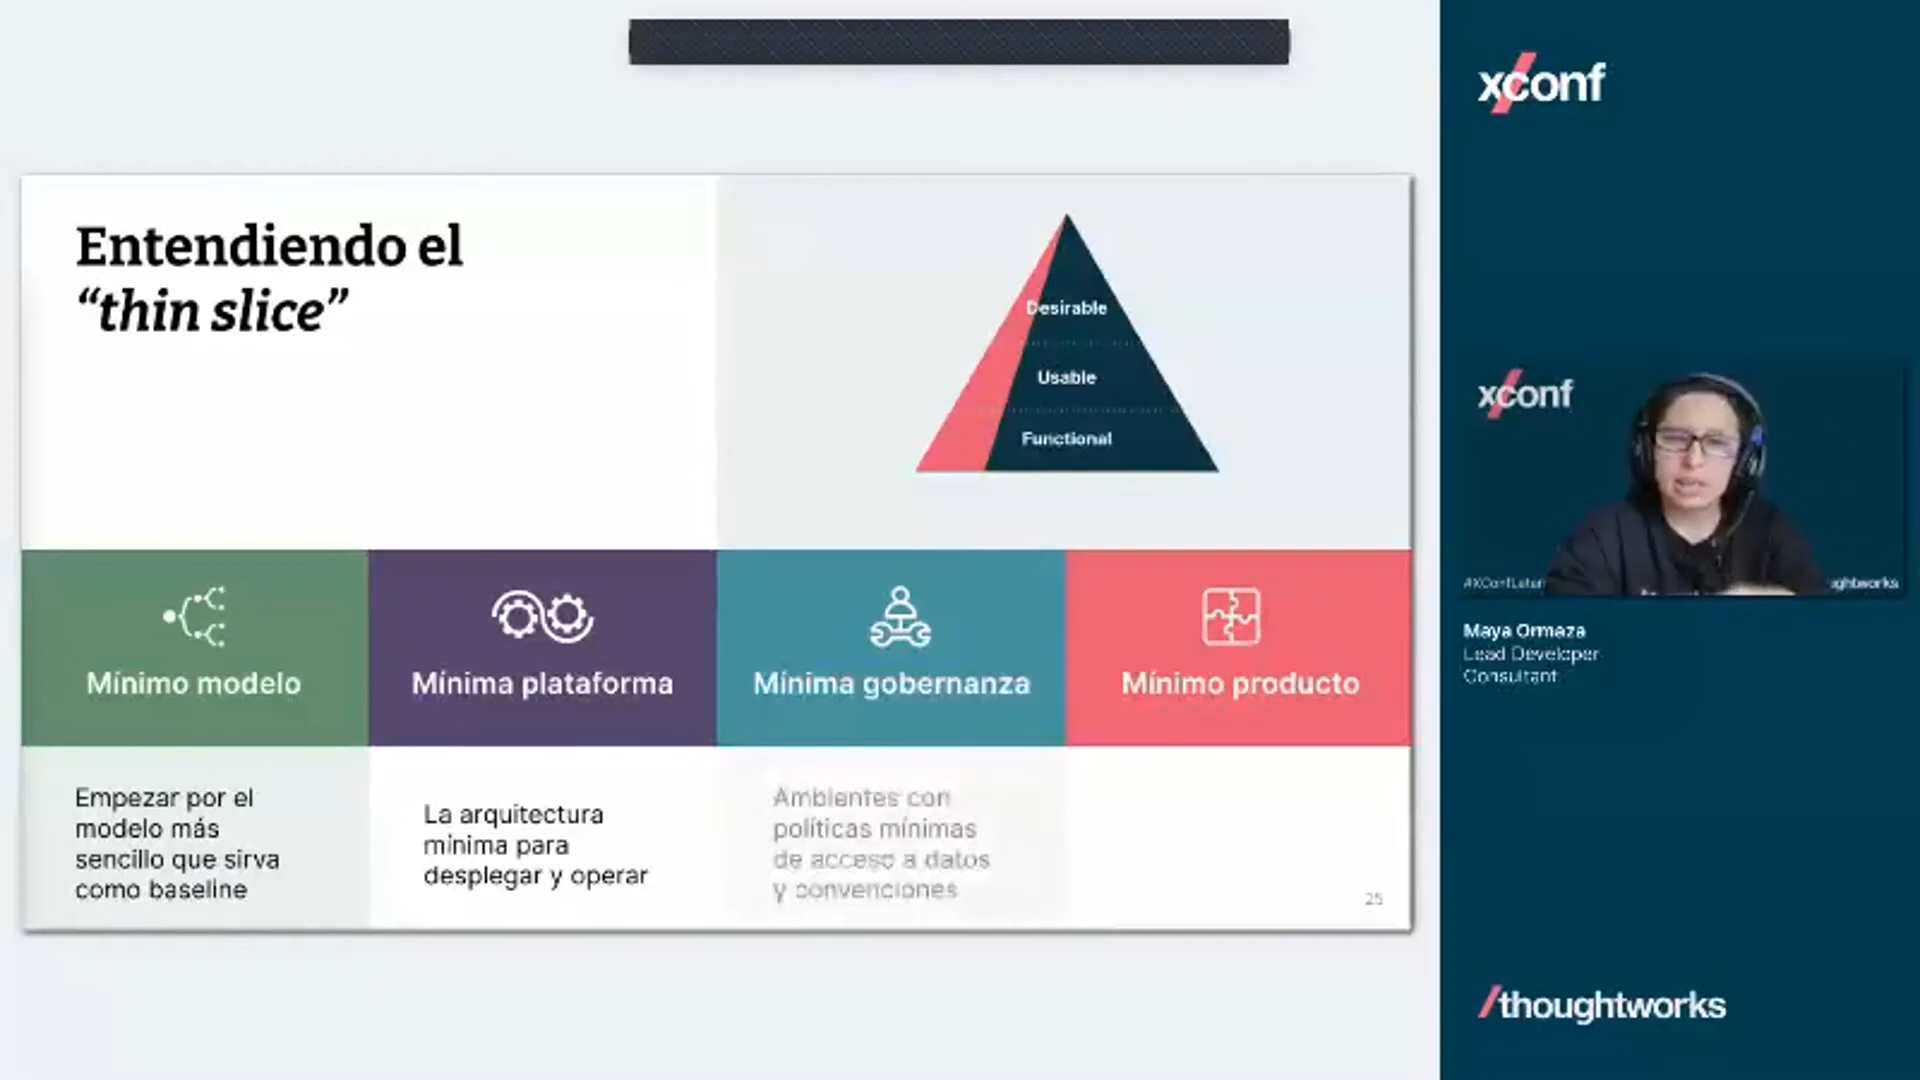 xconf
Entendiendo el
“thin slice”
Desirable
Usable
Functional
Mínimo modelo
Mínima plataforma
Mínima gobernanza
Mínimo producto
Empezar por el
modelo más
sencillo que sirva
como baseline
La arquitectura
mínima para
desplegar y operar
Ambientes con
políticas mínimas
de acceso a datos
y convenciones
25
xconf
Maya Ormaza
Lead Developer
Consultant
/thoughtworks